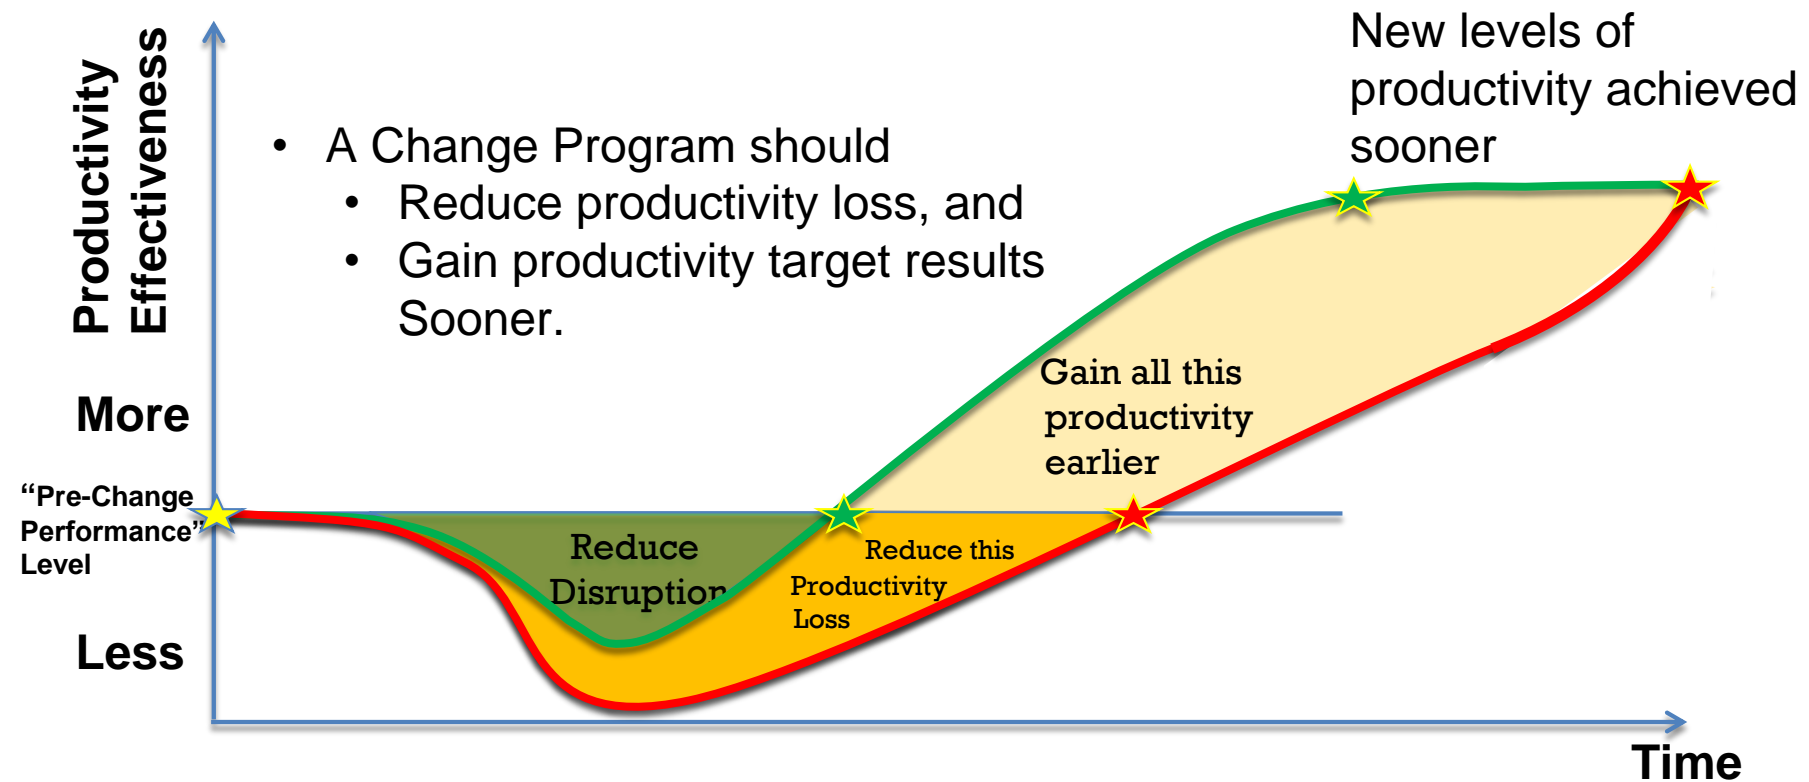 Productivity
Effectiveness
New levels of
productivity achieved
sooner
• A Change Program should
• Reduce productivity loss, and
• Gain productivity target results
Sooner.
More
Gain all this
productivity
earlier
“Pre-Change
Performance”
Level
Reduce
Disruption
Reduce this
Productivity
Loss
Less
Time